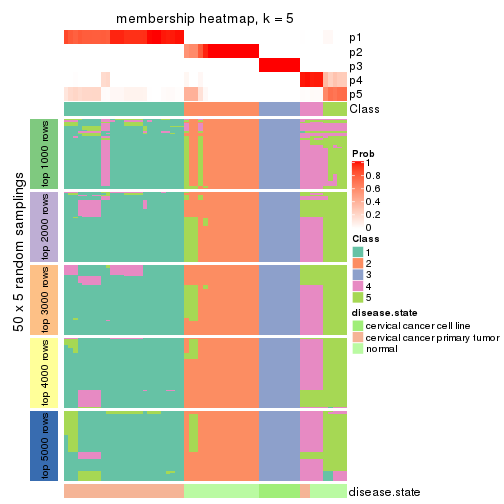 membership heatmap, k = 5
p1
p2
p3
p4
p5
Class
50 x 5 random samplings
top 1000 rows
top 2000 rows
top 3000 rows
top 4000 rows
top 5000 rows
Prob
1
0.8
0.6
0.4
0.2
0
Class
1
2
3
4
5
disease.state
cervical cancer cell line
cervical cancer primary tumor
normal
disease.state